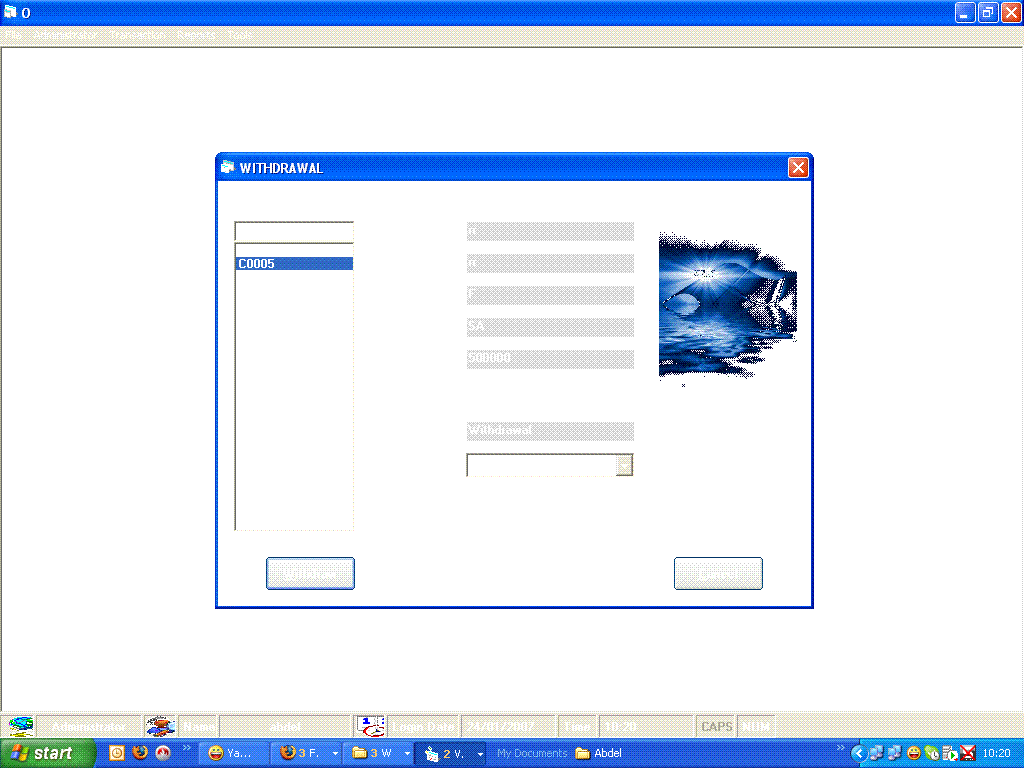 0
File Administrator Transaction Reports Tools
WITHDRAWAL
C0005
SA
500000
Withdrawal
Administrator Name abdel Login Date 24/01/2007 Time 10:20 CAPS NUM
start Ya... 3 F. 3 W 2 V. My Documents Abdel 10:20